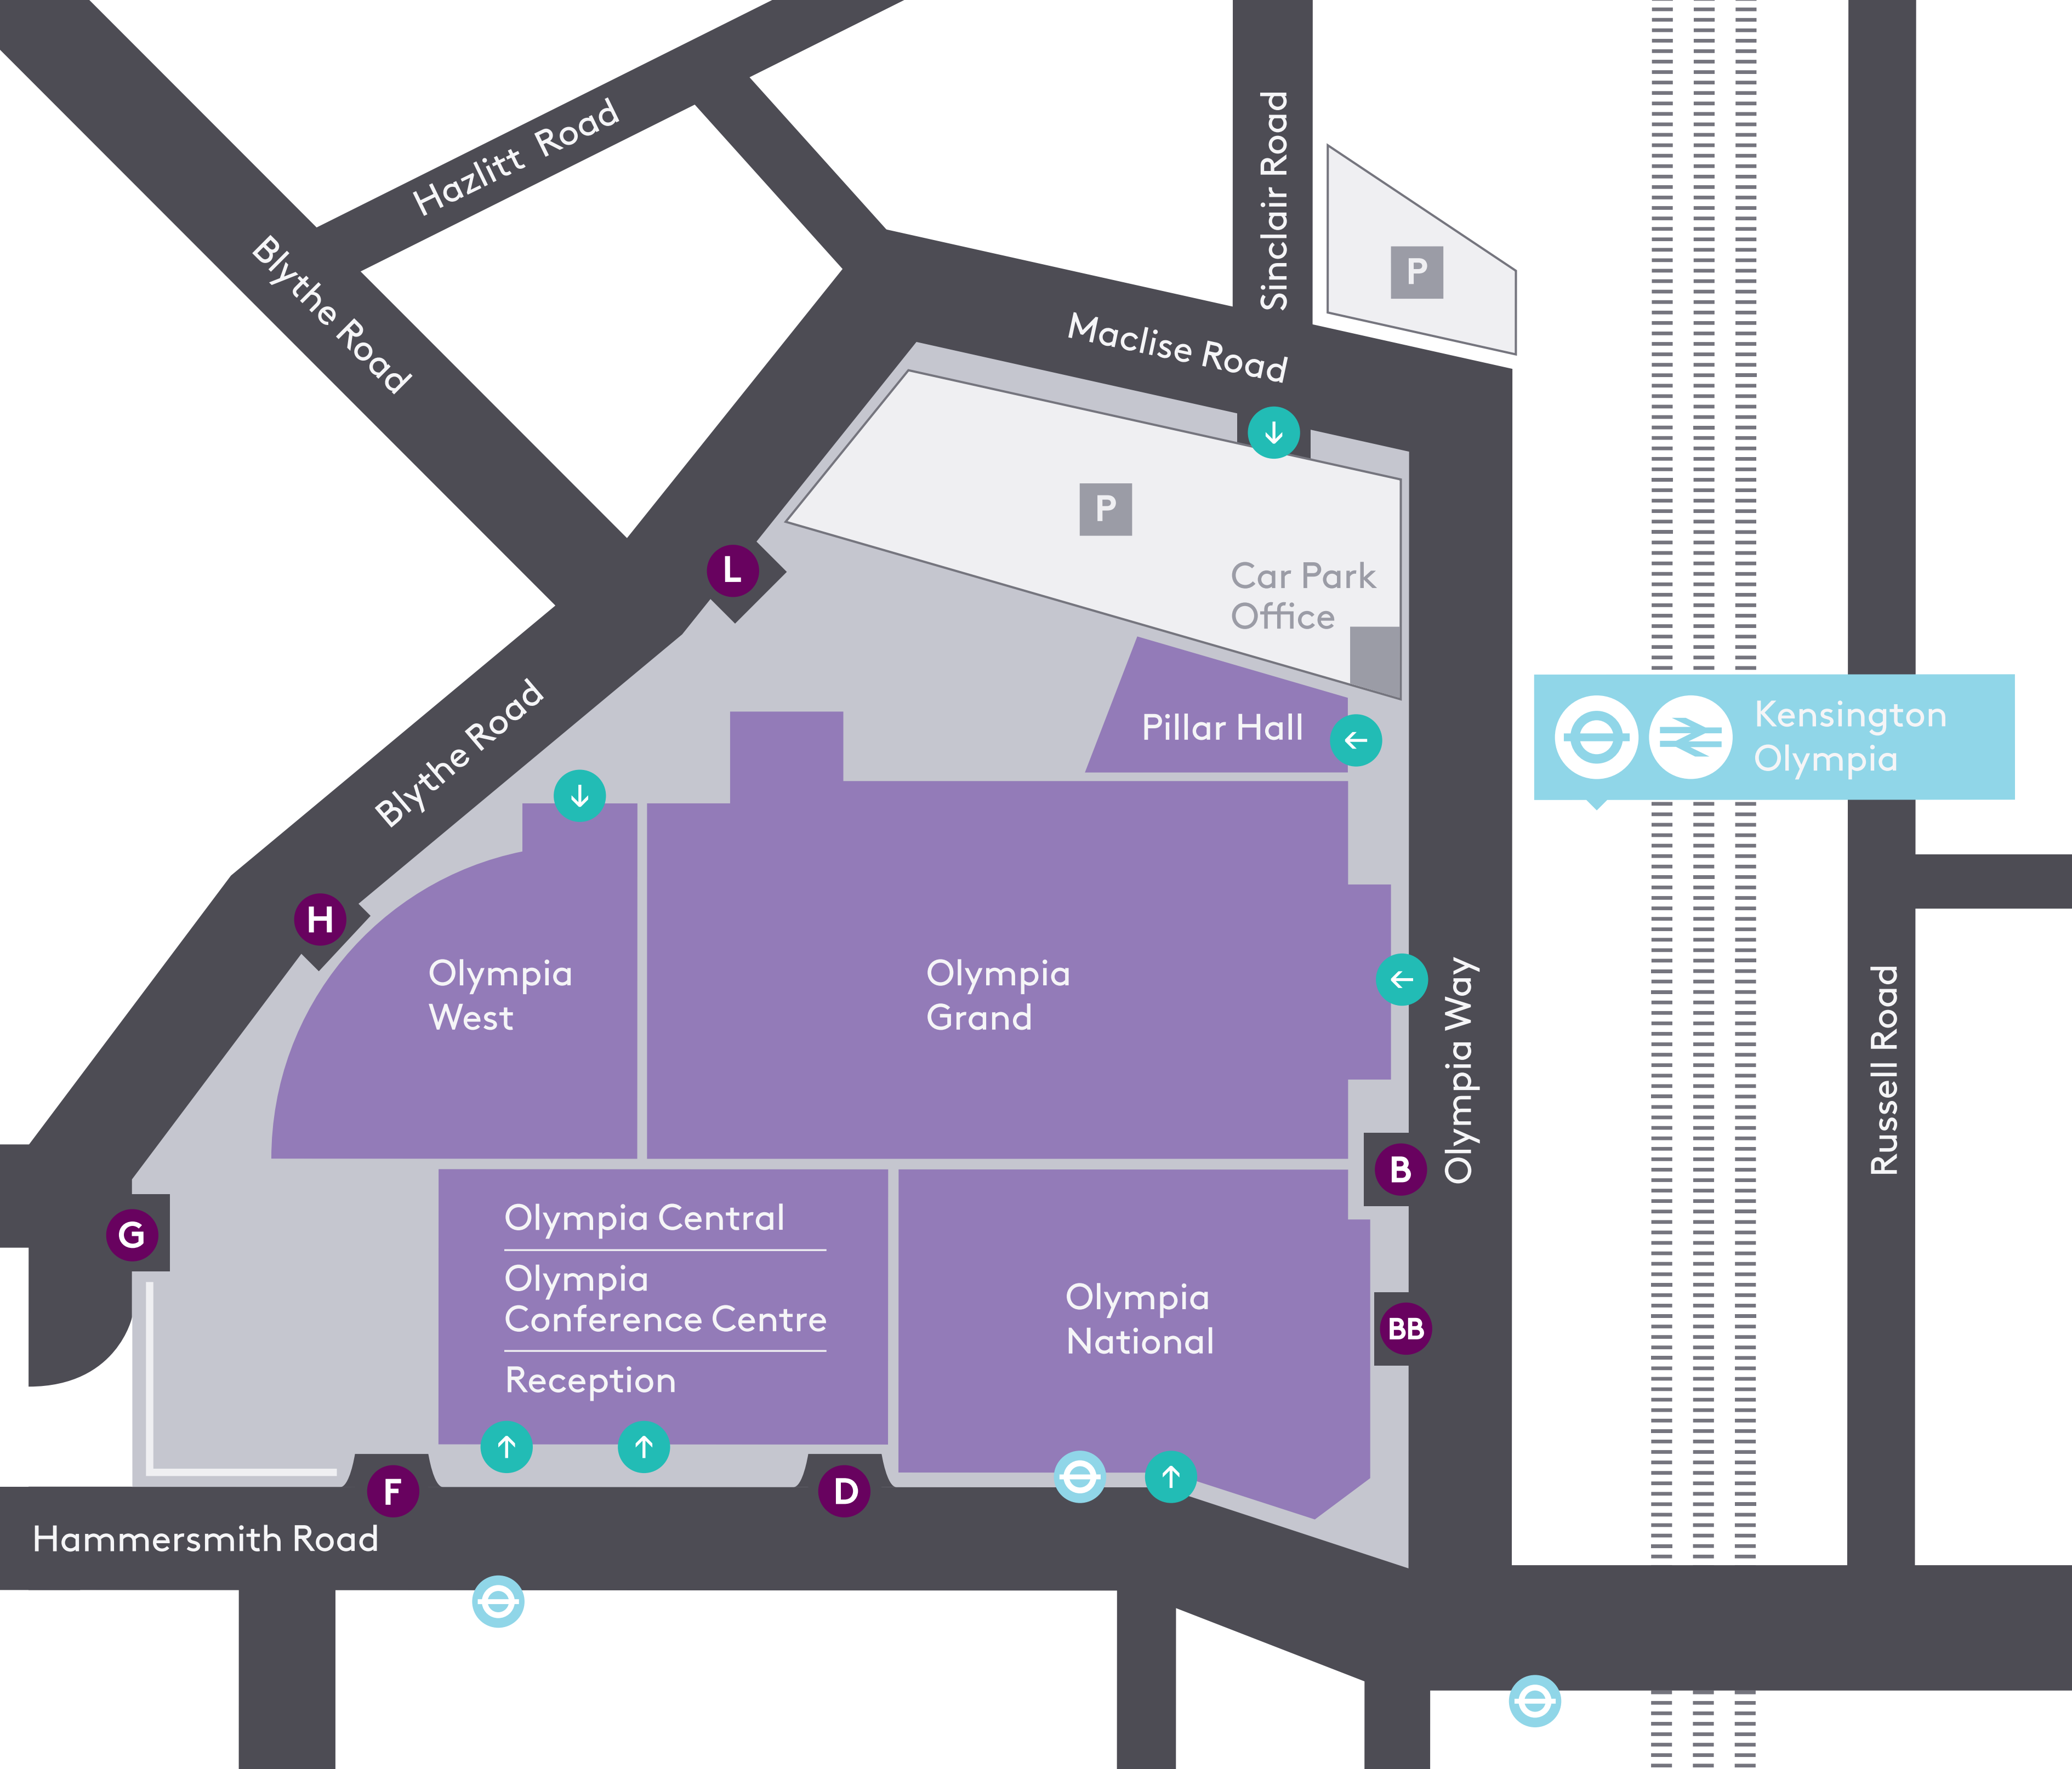 Hazlitt Road
Sinclair Road
Blythe Road
P
Maclise Road
P
L
Car Park
Office
Pillar Hall
Kensington
Olympia
Blythe Road
H
Olympia
West
Olympia
Grand
Olympia Way
Russell Road
B
G
Olympia Central
Olympia
Conference Centre
Reception
Olympia
National
BB
F
D
Hammersmith Road